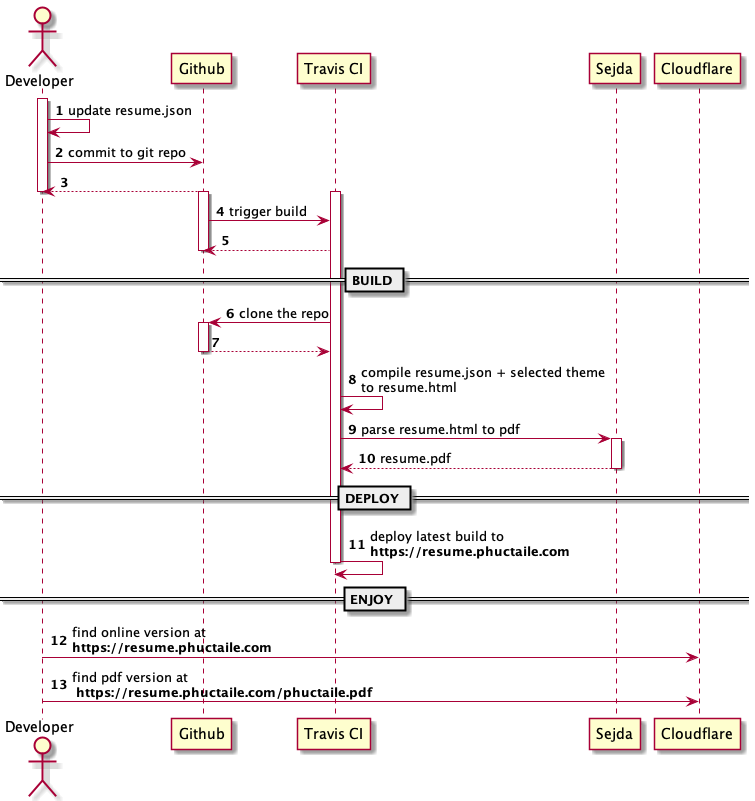 Developer
Github
Travis CI
Sejda
Cloudflare
1 update resume.json
2 commit to git repo
3
4 trigger build
5
BUILD
6 clone the repo
7
8 compile resume.json + selected theme
to resume.html
9 parse resume.html to pdf
10 resume.pdf
DEPLOY
11 deploy latest build to
https://resume.phuctaile.com
ENJOY
12 find online version at
https://resume.phuctaile.com
13 find pdf version at
https://resume.phuctaile.com/phuctaile.pdf
Developer
Github
Travis CI
Sejda
Cloudflare